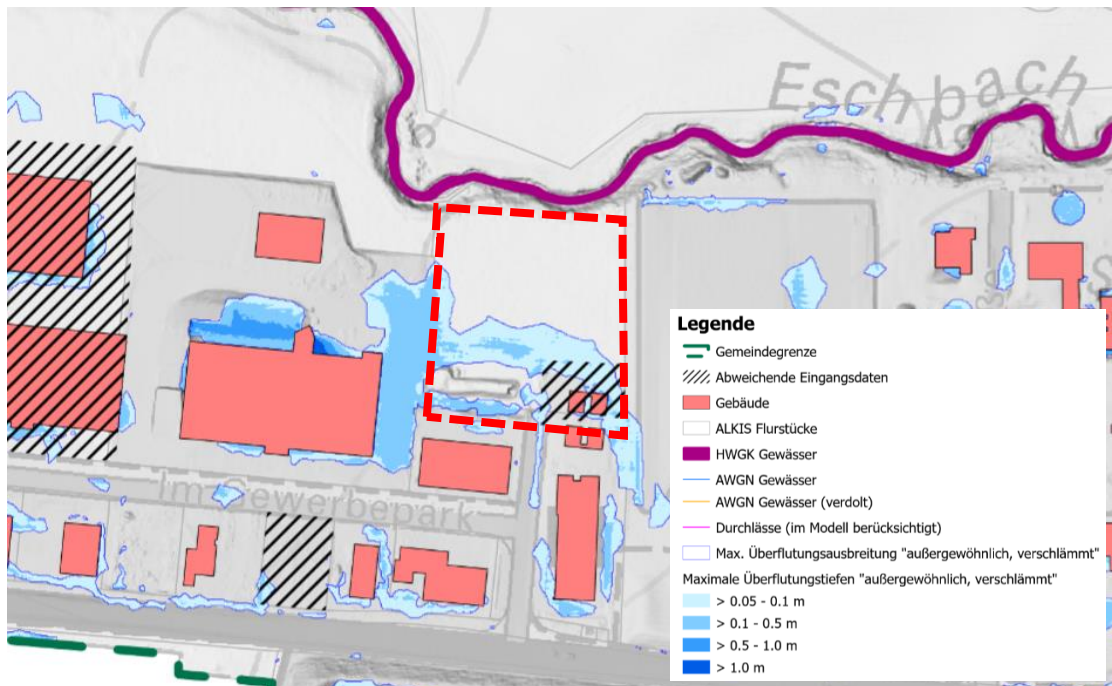 Eschbach
Im Gewerbepark
Legende
Gemeindegrenze
Abweichende Eingangsdaten
Gebäude
ALKIS Flurstücke
HWGK Gewässer
AWGN Gewässer
AWGN Gewässer (verdolt)
Durchlässe (im Modell berücksichtigt)
Max. Überflutungsausbreitung "außergewöhnlich, verschlämmt"
Maximale Überflutungstiefen "außergewöhnlich, verschlämmt"
> 0.05 - 0.1 m
> 0.1 - 0.5 m
> 0.5 - 1.0 m
> 1.0 m